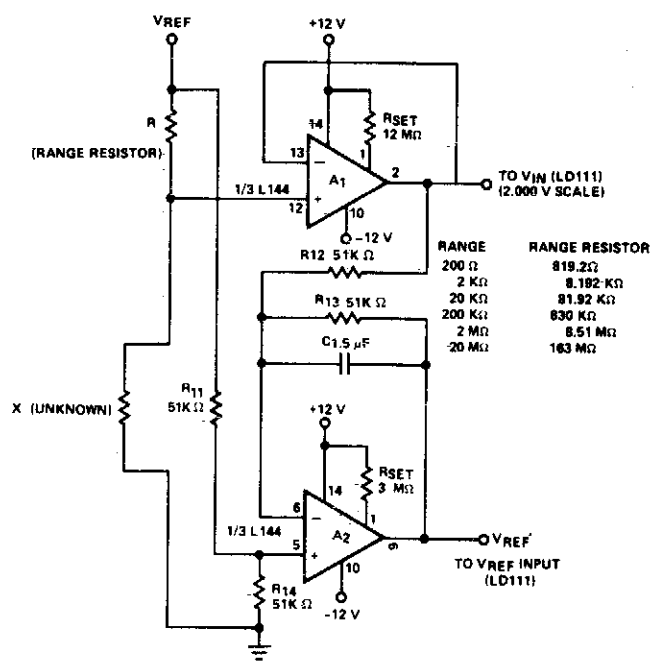 VREF
+12 V
R
(RANGE RESISTOR)
14
RSET
12 MΩ
13
1
−
A1
2
+
12
1/3 L144
10
-12 V
TO VIN (LD111)
(2.000 V SCALE)
R12 51K Ω
R13 51K Ω
C1.5 µF
RANGE RANGE RESISTOR
200 Ω 819.2Ω
2 KΩ 8.192 KΩ
20 KΩ 81.92 KΩ
200 KΩ 830 KΩ
2 MΩ 8.51 MΩ
20 MΩ 163 MΩ
X (UNKNOWN)
R11
51K Ω
+12 V
14
RSET
3 MΩ
6
1
−
A2
9
+
5
1/3 L144
10
-12 V
R14
51K Ω
VREF'
TO VREF INPUT
(LD111)